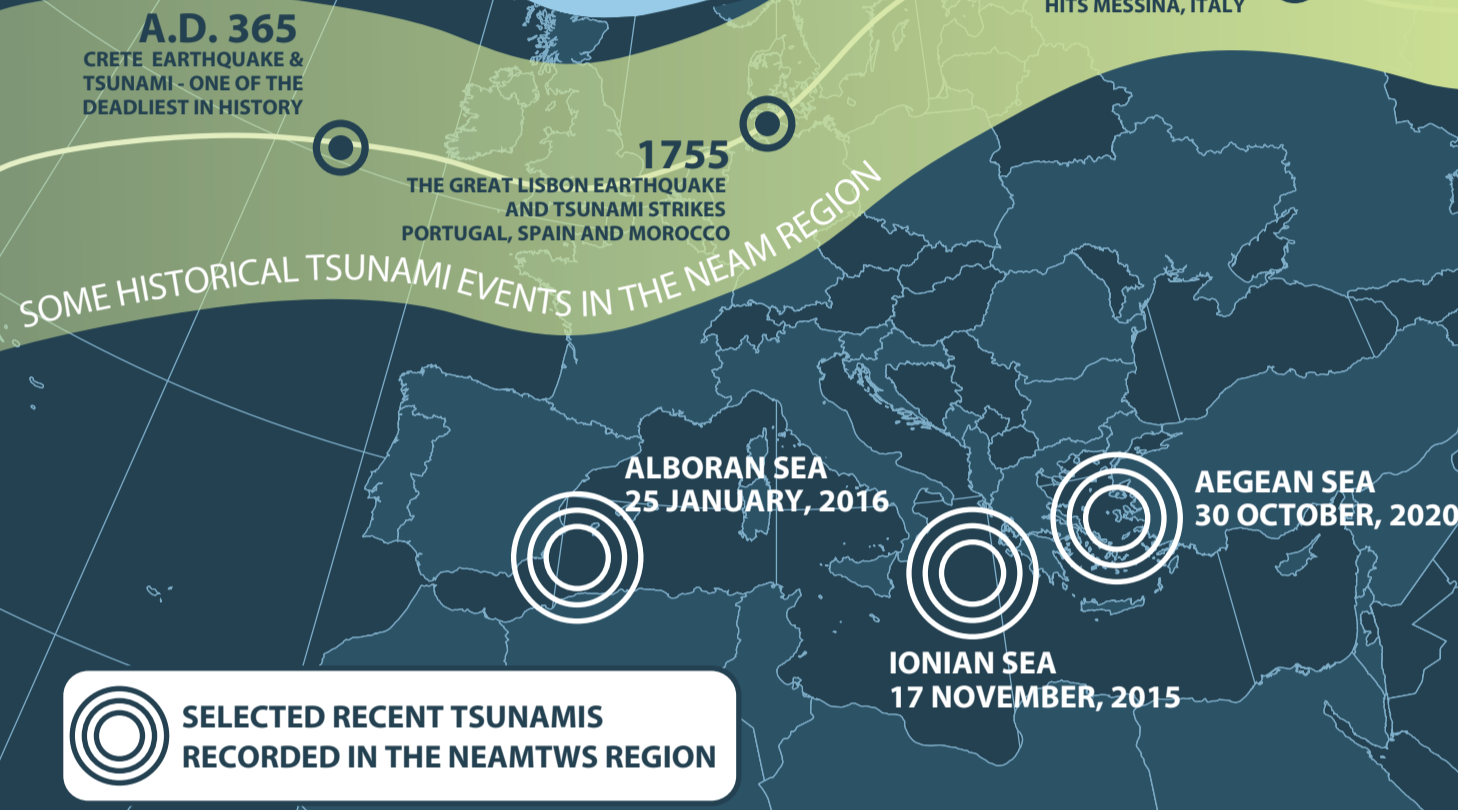 HITS MESSINA, ITALY
A.D. 365
CRETE EARTHQUAKE &
TSUNAMI - ONE OF THE
DEADLIEST IN HISTORY
1755
THE GREAT LISBON EARTHQUAKE
AND TSUNAMI STRIKES
PORTUGAL, SPAIN AND MOROCCO
SOME HISTORICAL TSUNAMI EVENTS IN THE NEAM REGION
ALBORAN SEA
25 JANUARY, 2016
AEGEAN SEA
30 OCTOBER, 2020
IONIAN SEA
17 NOVEMBER, 2015
SELECTED RECENT TSUNAMIS
RECORDED IN THE NEAMTWS REGION